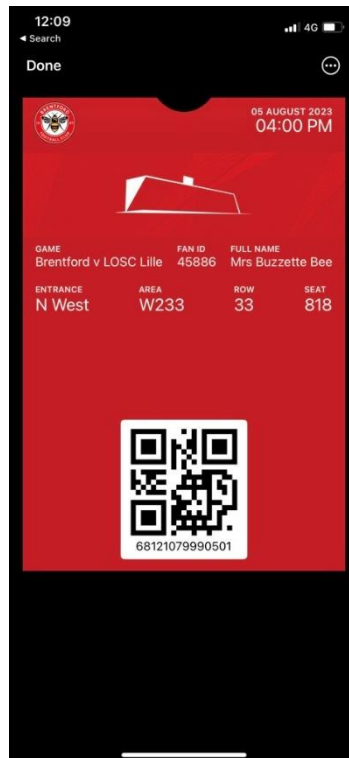 12:09
4G
◀ Search
Done
BRENTFORD
05 AUGUST 2023
04:00 PM
GAME FAN ID FULL NAME
Brentford v LOSC Lille 45886 Mrs Buzzette Bee
ENTRANCE AREA ROW SEAT
N West W233 33 818
68121079990501